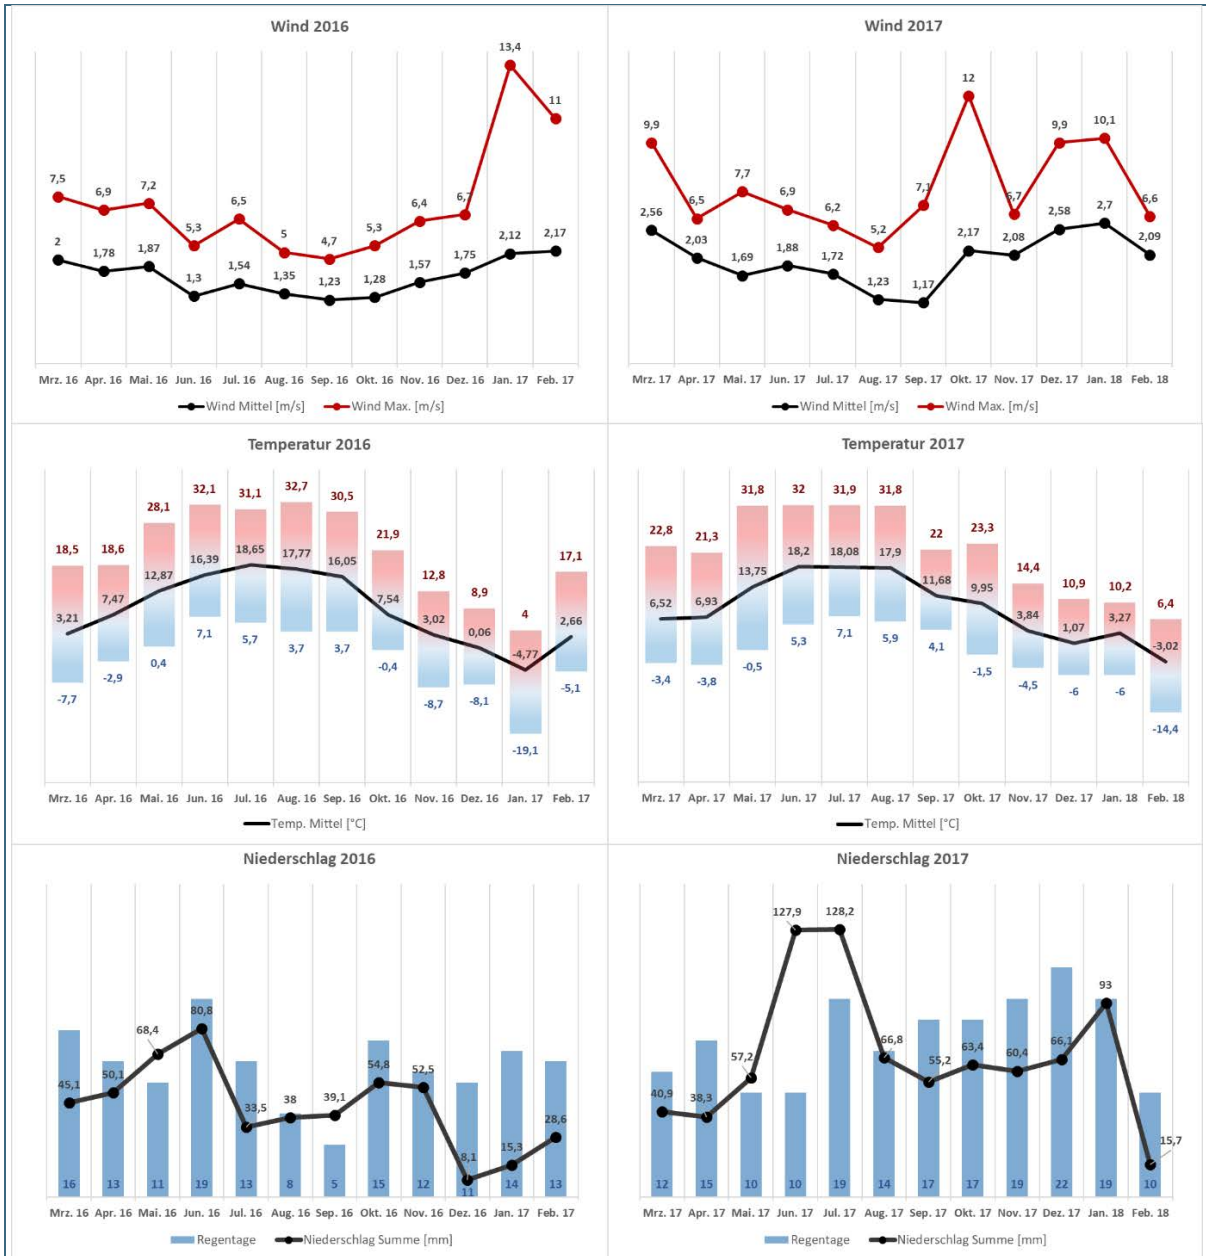 Wind 2016
13,4
11
7,5 6,9 7,2 5,3 6,5 5 4,7 5,3 6,4 6,7
2 1,78 1,87 1,3 1,54 1,35 1,23 1,28 1,57 1,75 2,12 2,17
Mrz. 16 Apr. 16 Mai. 16 Jun. 16 Jul. 16 Aug. 16 Sep. 16 Okt. 16 Nov. 16 Dez. 16 Jan. 17 Feb. 17
Wind Mittel [m/s] Wind Max. [m/s]
Wind 2017
9,9 6,5 7,7 6,9 6,2 5,2 7,1 12 6,7 9,9 10,1 6,6
2,56 2,03 1,69 1,88 1,72 1,23 1,17 2,17 2,08 2,58 2,7 2,09
Mrz. 17 Apr. 17 Mai. 17 Jun. 17 Jul. 17 Aug. 17 Sep. 17 Okt. 17 Nov. 17 Dez. 17 Jan. 18 Feb. 18
Wind Mittel [m/s] Wind Max. [m/s]
Temperatur 2016
18,5 18,6 28,1 32,1 31,1 32,7 30,5 21,9 12,8 8,9 4 17,1
3,21 7,47 12,87 16,39 18,65 17,77 16,05 7,54 3,02 0,06 -4,77 2,66
-7,7 -2,9 0,4 7,1 5,7 3,7 3,7 -0,4 -8,7 -8,1 -19,1 -5,1
Mrz. 16 Apr. 16 Mai. 16 Jun. 16 Jul. 16 Aug. 16 Sep. 16 Okt. 16 Nov. 16 Dez. 16 Jan. 17 Feb. 17
Temp. Mittel [°C]
Temperatur 2017
22,8 21,3 31,8 32 31,9 31,8 22 23,3 14,4 10,9 10,2 6,4
6,52 6,93 13,75 18,2 18,08 17,9 11,68 9,95 3,84 1,07 3,27 -3,02
-3,4 -3,8 -0,5 5,3 7,1 5,9 4,1 -1,5 -4,5 -6 -6 -14,4
Mrz. 17 Apr. 17 Mai. 17 Jun. 17 Jul. 17 Aug. 17 Sep. 17 Okt. 17 Nov. 17 Dez. 17 Jan. 18 Feb. 18
Temp. Mittel [°C]
Niederschlag 2016
45,1 50,1 68,4 80,8 33,5 38 39,1 54,8 52,5 8,1 15,3 28,6
16 13 11 19 13 8 5 15 12 11 14 13
Mrz. 16 Apr. 16 Mai. 16 Jun. 16 Jul. 16 Aug. 16 Sep. 16 Okt. 16 Nov. 16 Dez. 16 Jan. 17 Feb. 17
Regentage Niederschlag Summe [mm]
Niederschlag 2017
40,9 38,3 57,2 127,9 128,2 66,8 55,2 63,4 60,4 66,1 93 15,7
12 15 10 10 19 14 17 17 19 22 19 10
Mrz. 17 Apr. 17 Mai. 17 Jun. 17 Jul. 17 Aug. 17 Sep. 17 Okt. 17 Nov. 17 Dez. 17 Jan. 18 Feb. 18
Regentage Niederschlag Summe [mm]